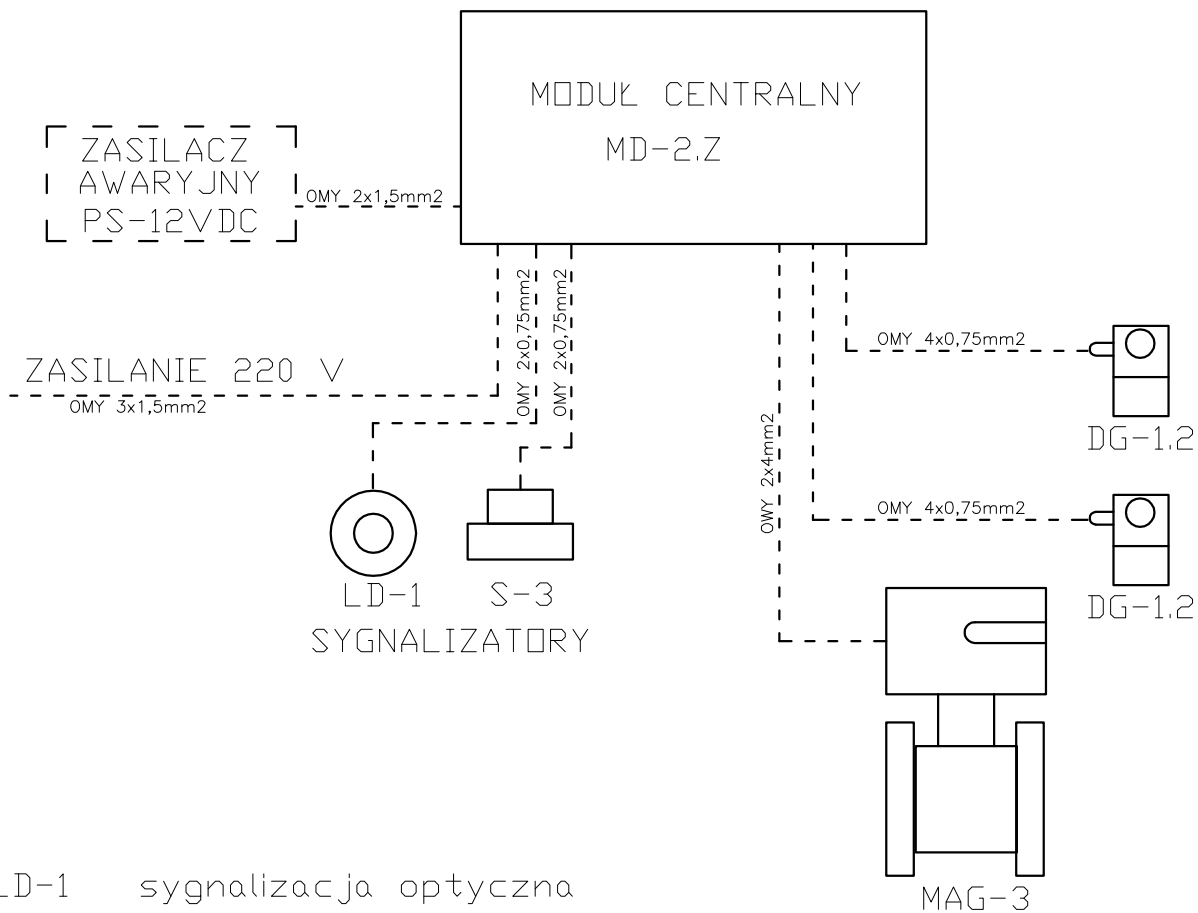 MODUŁ CENTRALNY
MD-2.Z
ZASILACZ
AWARYJNY
PS-12VDC
OMY 2x1,5mm2
OMY 2x0,75mm2
OMY 2x0,75mm2
ZASILANIE 220 V
OMY 3x1,5mm2
OMY 4x0,75mm2
DG-1.2
OWY 2x4mm2
OMY 4x0,75mm2
DG-1.2
LD-1
S-3
SYGNALIZATORY
MAG-3
LD-1 sygnalizacja optyczna